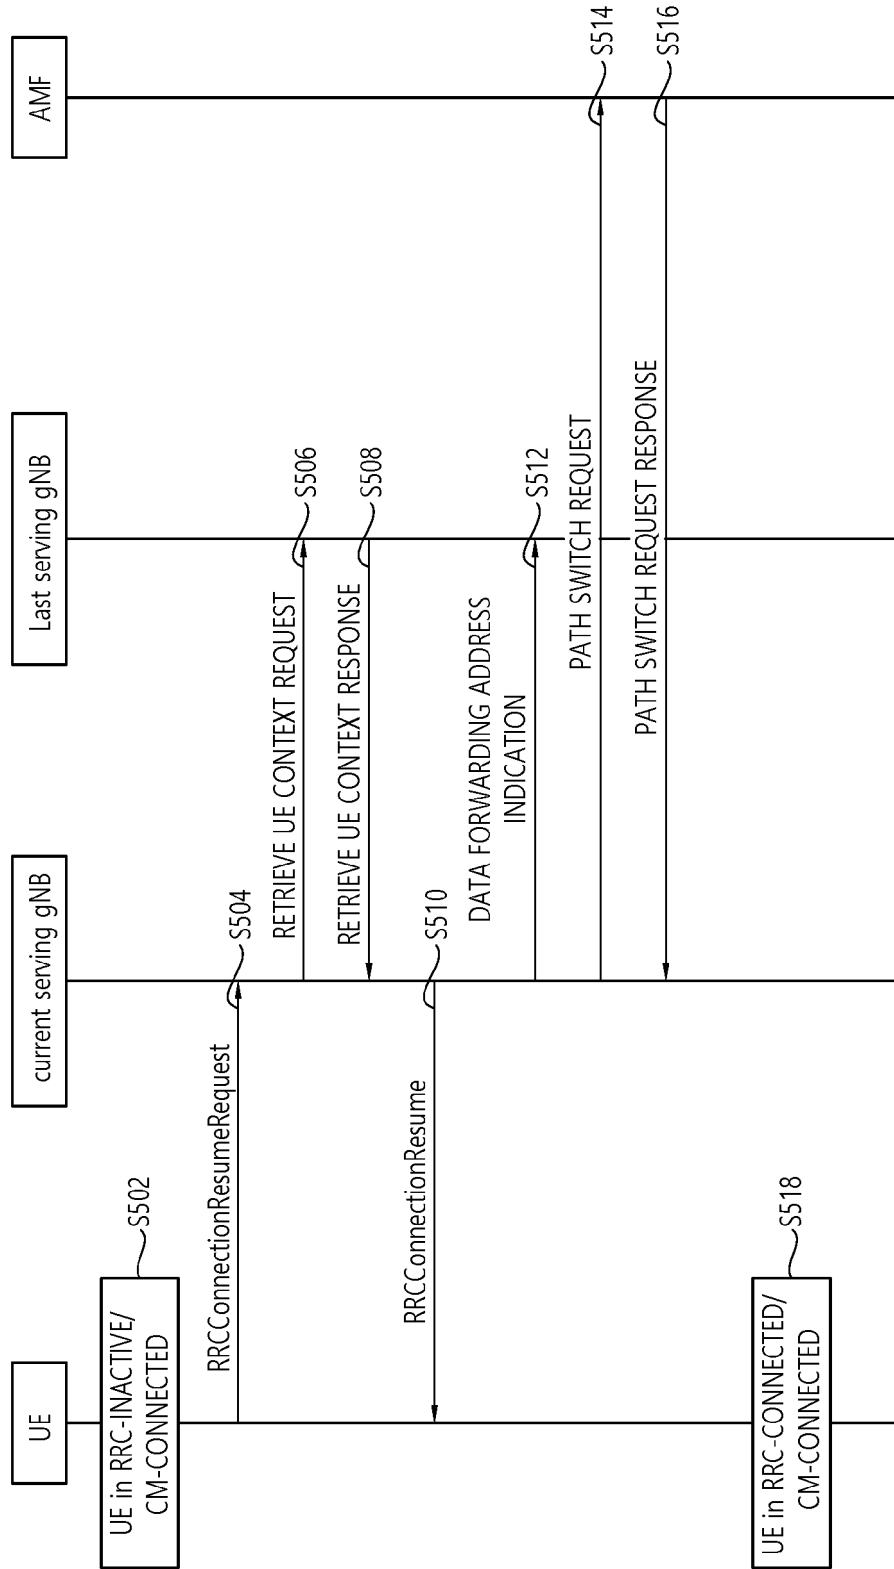 UE
current serving gNB
Last serving gNB
AMF
UE in RRC-INACTIVE/
CM-CONNECTED
S502
RRCConnectionResumeRequest
S504
RETRIEVE UE CONTEXT REQUEST
S506
RETRIEVE UE CONTEXT RESPONSE
S508
RRCConnectionResume
S510
DATA FORWARDING ADDRESS
INDICATION
S512
PATH SWITCH REQUEST
S514
PATH SWITCH REQUEST RESPONSE
S516
UE in RRC-CONNECTED/
CM-CONNECTED
S518